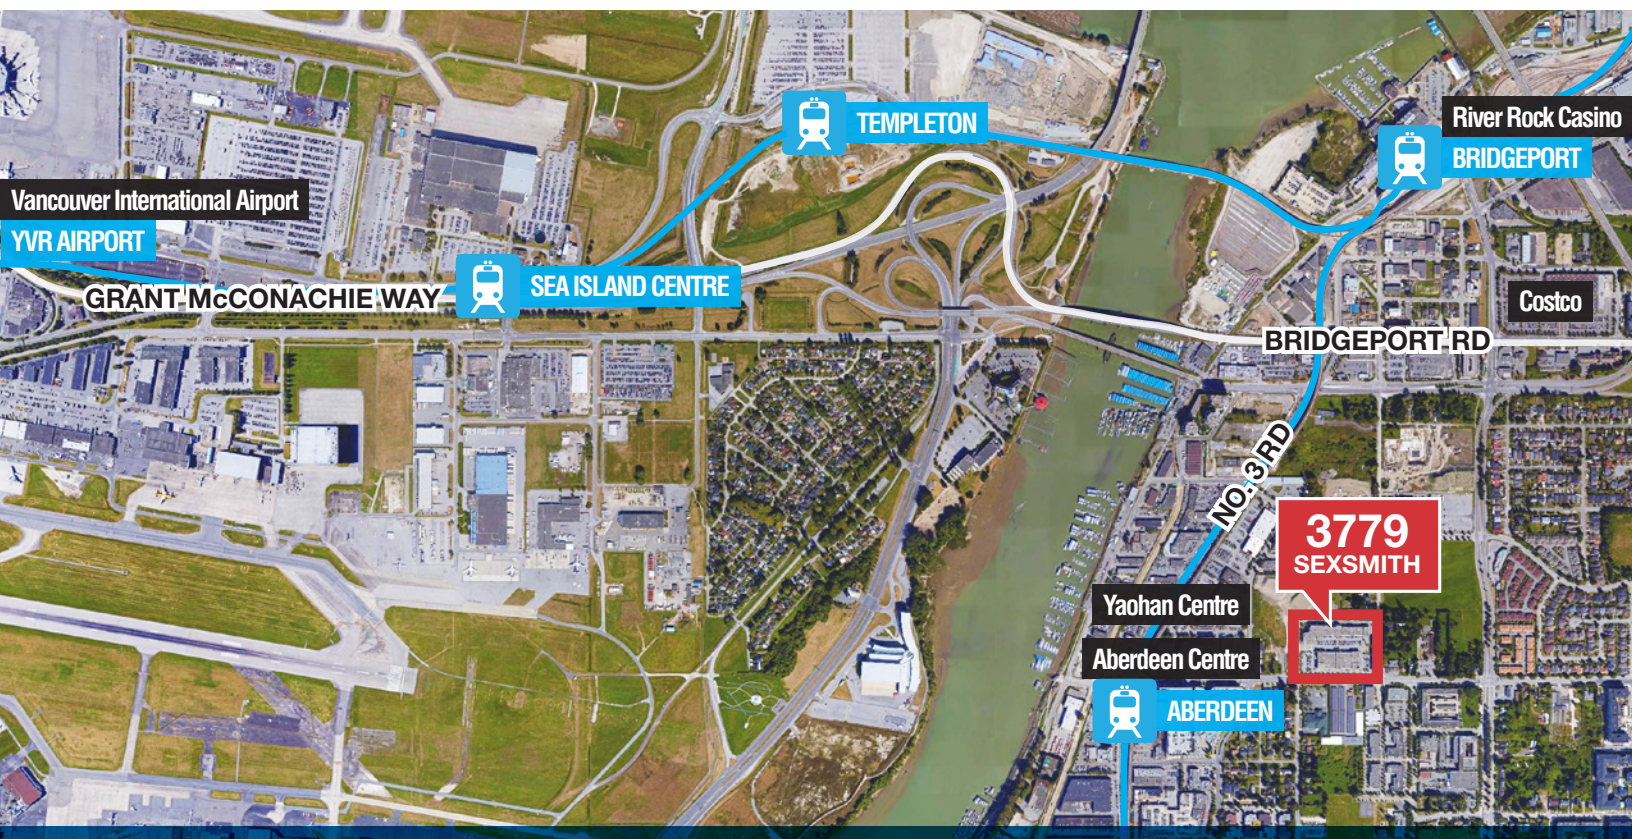 River Rock Casino
TEMPLETON
BRIDGEPORT
Vancouver International Airport
YVR AIRPORT
SEA ISLAND CENTRE
GRANT McCONACHIE WAY
Costco
BRIDGEPORT RD
NO. 3 RD
3779
SEXSMITH
Yaohan Centre
Aberdeen Centre
ABERDEEN